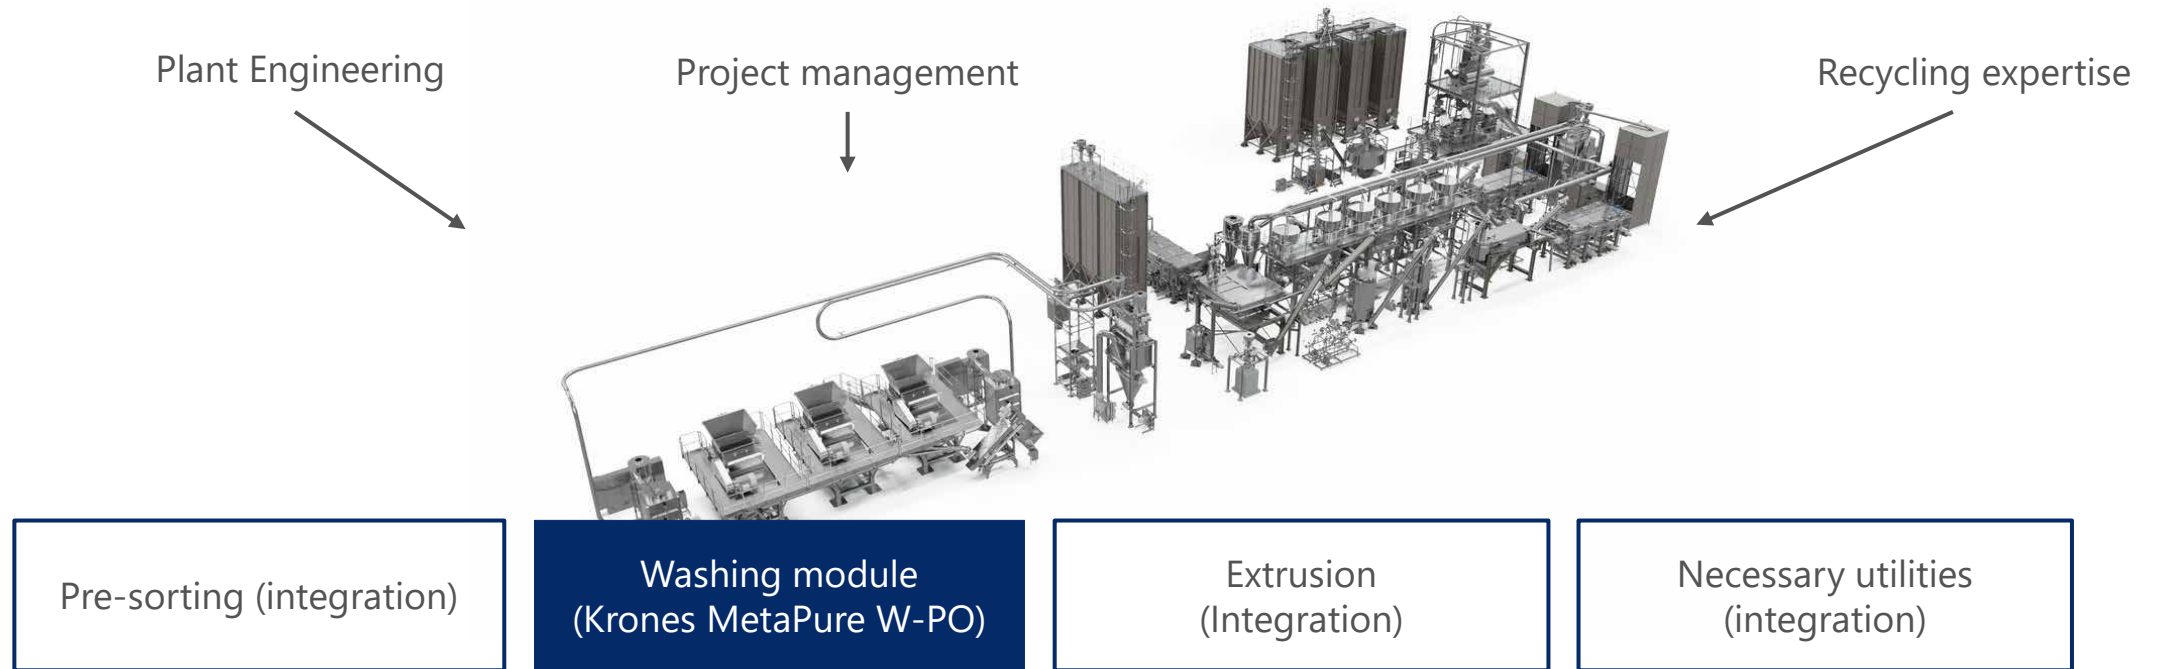 Plant Engineering
Project management
Recycling expertise
Pre-sorting (integration)
Washing module
(Krones MetaPure W-PO)
Extrusion
(Integration)
Necessary utilities
(integration)